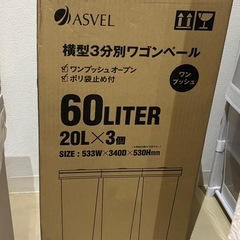 ASVEL
横型3分別ワゴンペール
●ワンプッシュオープン
●ポリ袋止め付
ワン
プッシュ
60LITER
20L×3個
SIZE : 533W×340D×530Hmm